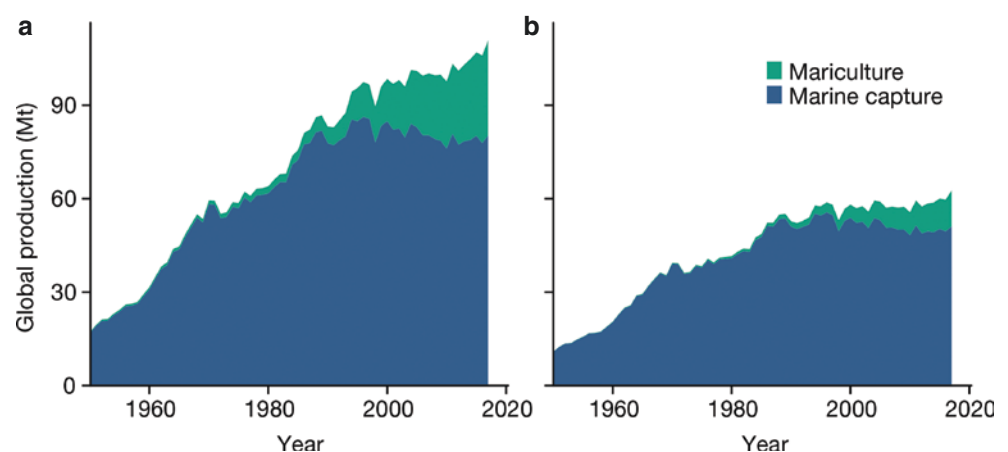 a
Global production (Mt)
90
60
30
0
1960
1980
2000
2020
Year
b
Mariculture
Marine capture
1960
1980
2000
2020
Year